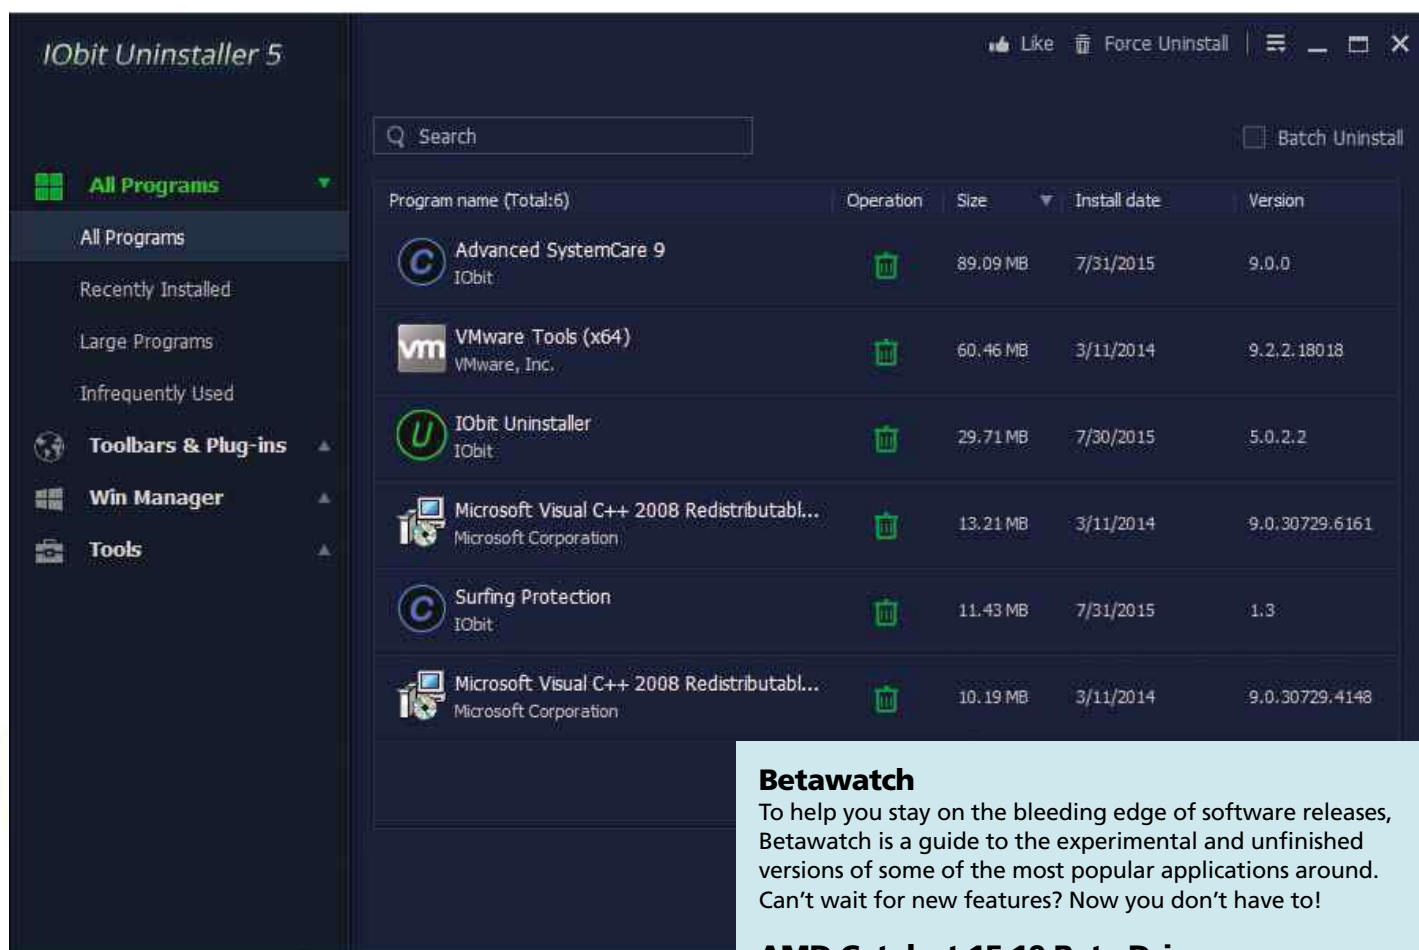 IObit Uninstaller 5
Like
Force Uninstall
Search
Batch Uninstall
All Programs
All Programs
Recently Installed
Large Programs
Infrequently Used
Toolbars & Plug-ins
Win Manager
Tools
Program name (Total:6) Operation Size Install date Version
Advanced SystemCare 9
IObit
89.09 MB 7/31/2015 9.0.0
vm
VMware Tools (x64)
VMware, Inc.
60.46 MB 3/11/2014 9.2.2.18018
U
IObit Uninstaller
IObit
29.71 MB 7/30/2015 5.0.2.2
Microsoft Visual C++ 2008 Redistributabl...
Microsoft Corporation
13.21 MB 3/11/2014 9.0.30729.6161
C
Surfing Protection
IObit
11.43 MB 7/31/2015 1.3
Microsoft Visual C++ 2008 Redistributabl...
Microsoft Corporation
10.19 MB 3/11/2014 9.0.30729.4148
Betawatch
To help you stay on the bleeding edge of software releases,
Betawatch is a guide to the experimental and unfinished
versions of some of the most popular applications around.
Can't wait for new features? Now you don't have to!